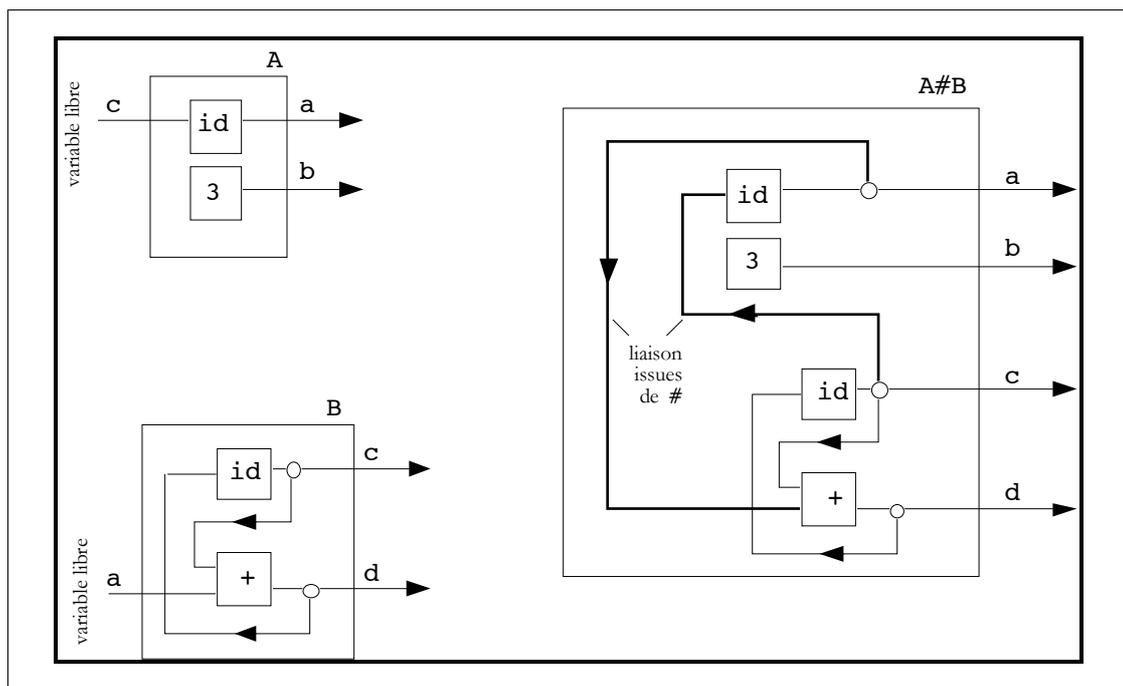 A
variable libre
c
id
a
3
b
B
variable libre
id
c
a
+
d
A#B
id
a
3
b
liaison
issues
de #
id
c
+
d